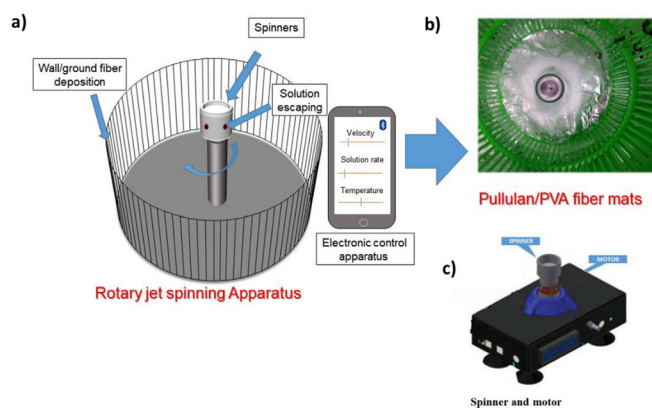 a)
Spinners
Wall/ground fiber
deposition
Solution
escaping
Velocity
Solution rate
Temperature
Electronic control
apparatus
Rotary jet spinning Apparatus
b)
Pullulan/PVA fiber mats
c)
SPINNER
MOTOR
Spinner and motor